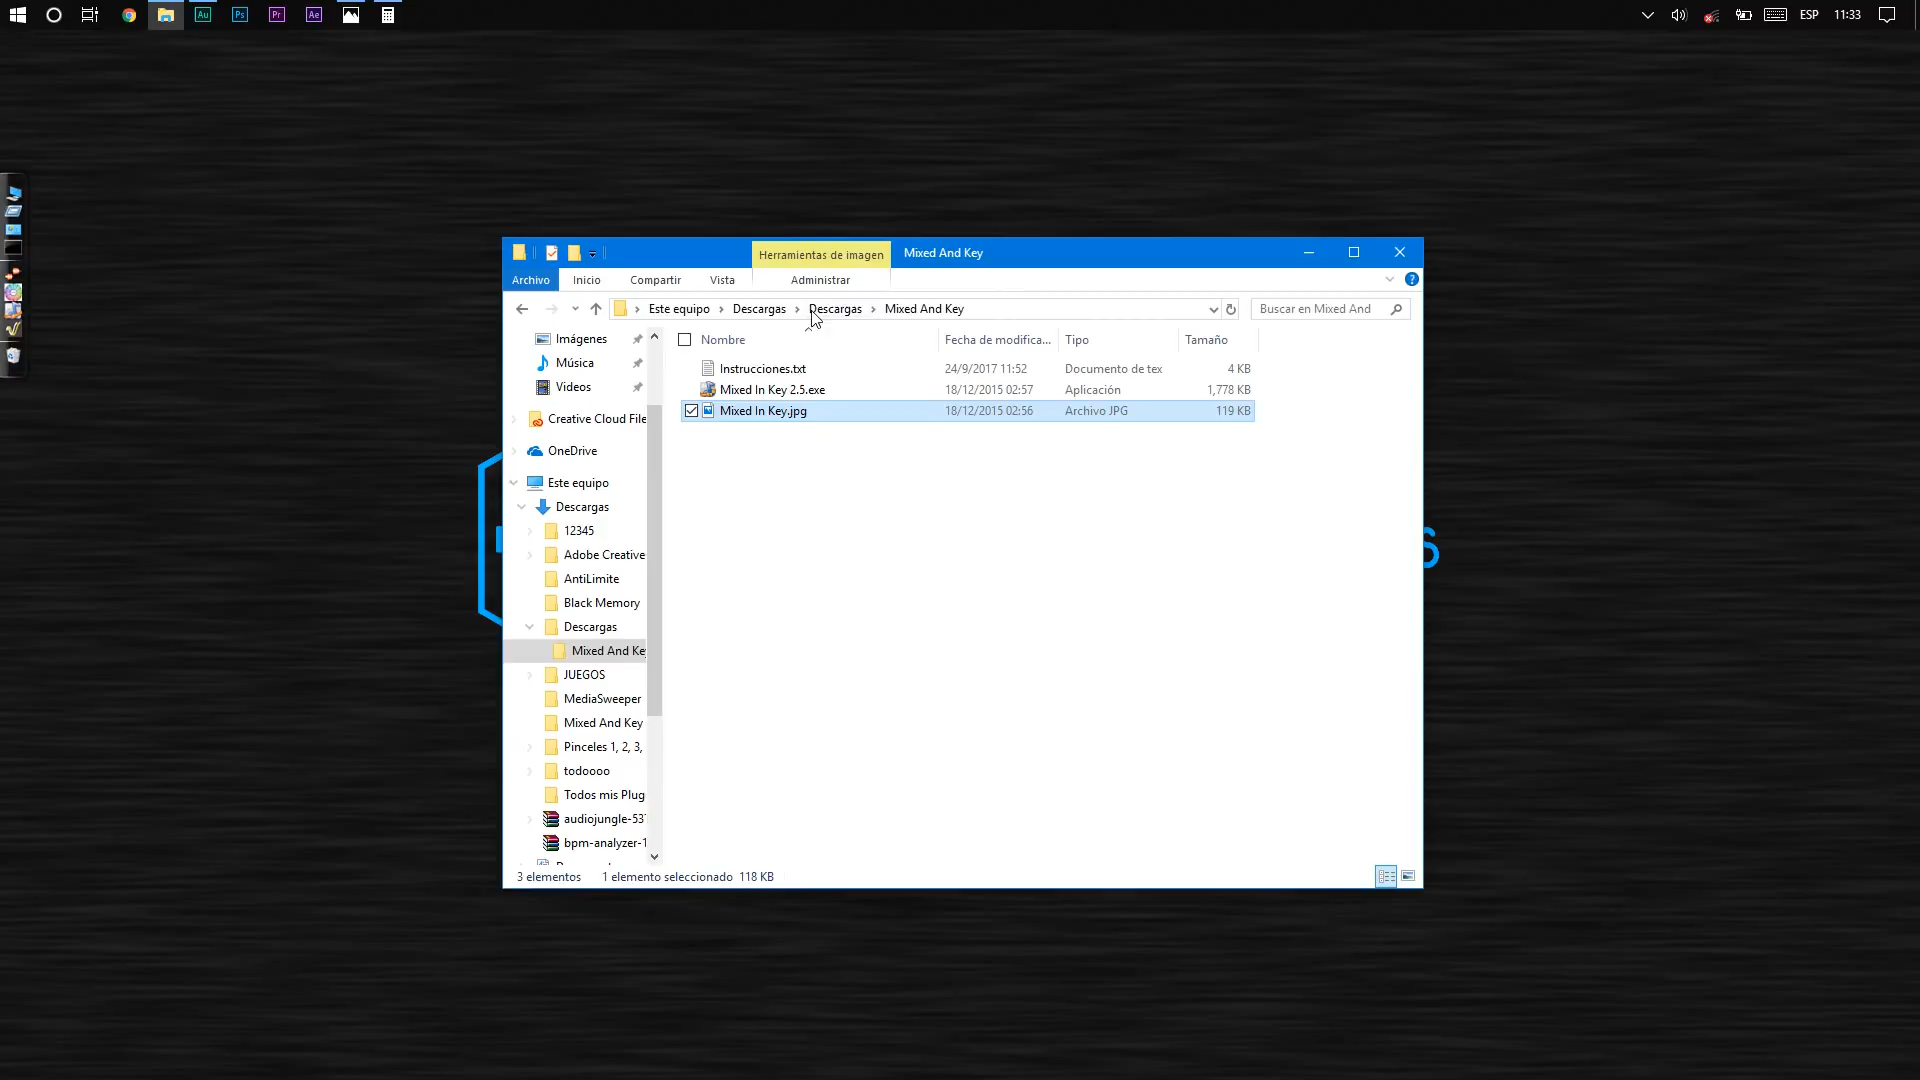 Au Ps Pr Ae ESP 11:33
Herramientas de imagen Mixed And Key
Archivo Inicio Compartir Vista Administrar
Este equipo Descargas Descargas Mixed And Key Buscar en Mixed And
Imágenes
Música
Videos
Creative Cloud File
OneDrive
Este equipo
Descargas
12345
Adobe Creative
AntiLimite
Black Memory
Descargas
Mixed And Key
JUEGOS
MediaSweeper
Mixed And Key
Pinceles 1, 2, 3,
todoooo
Todos mis Plug
audiojungle-53
bpm-analyzer-1
Nombre Fecha de modifica... Tipo Tamaño
Instrucciones.txt 24/9/2017 11:52 Documento de tex 4 KB
Mixed In Key 2.5.exe 18/12/2015 02:57 Aplicación 1,778 KB
Mixed In Key.jpg 18/12/2015 02:56 Archivo JPG 119 KB
3 elementos 1 elemento seleccionado 118 KB